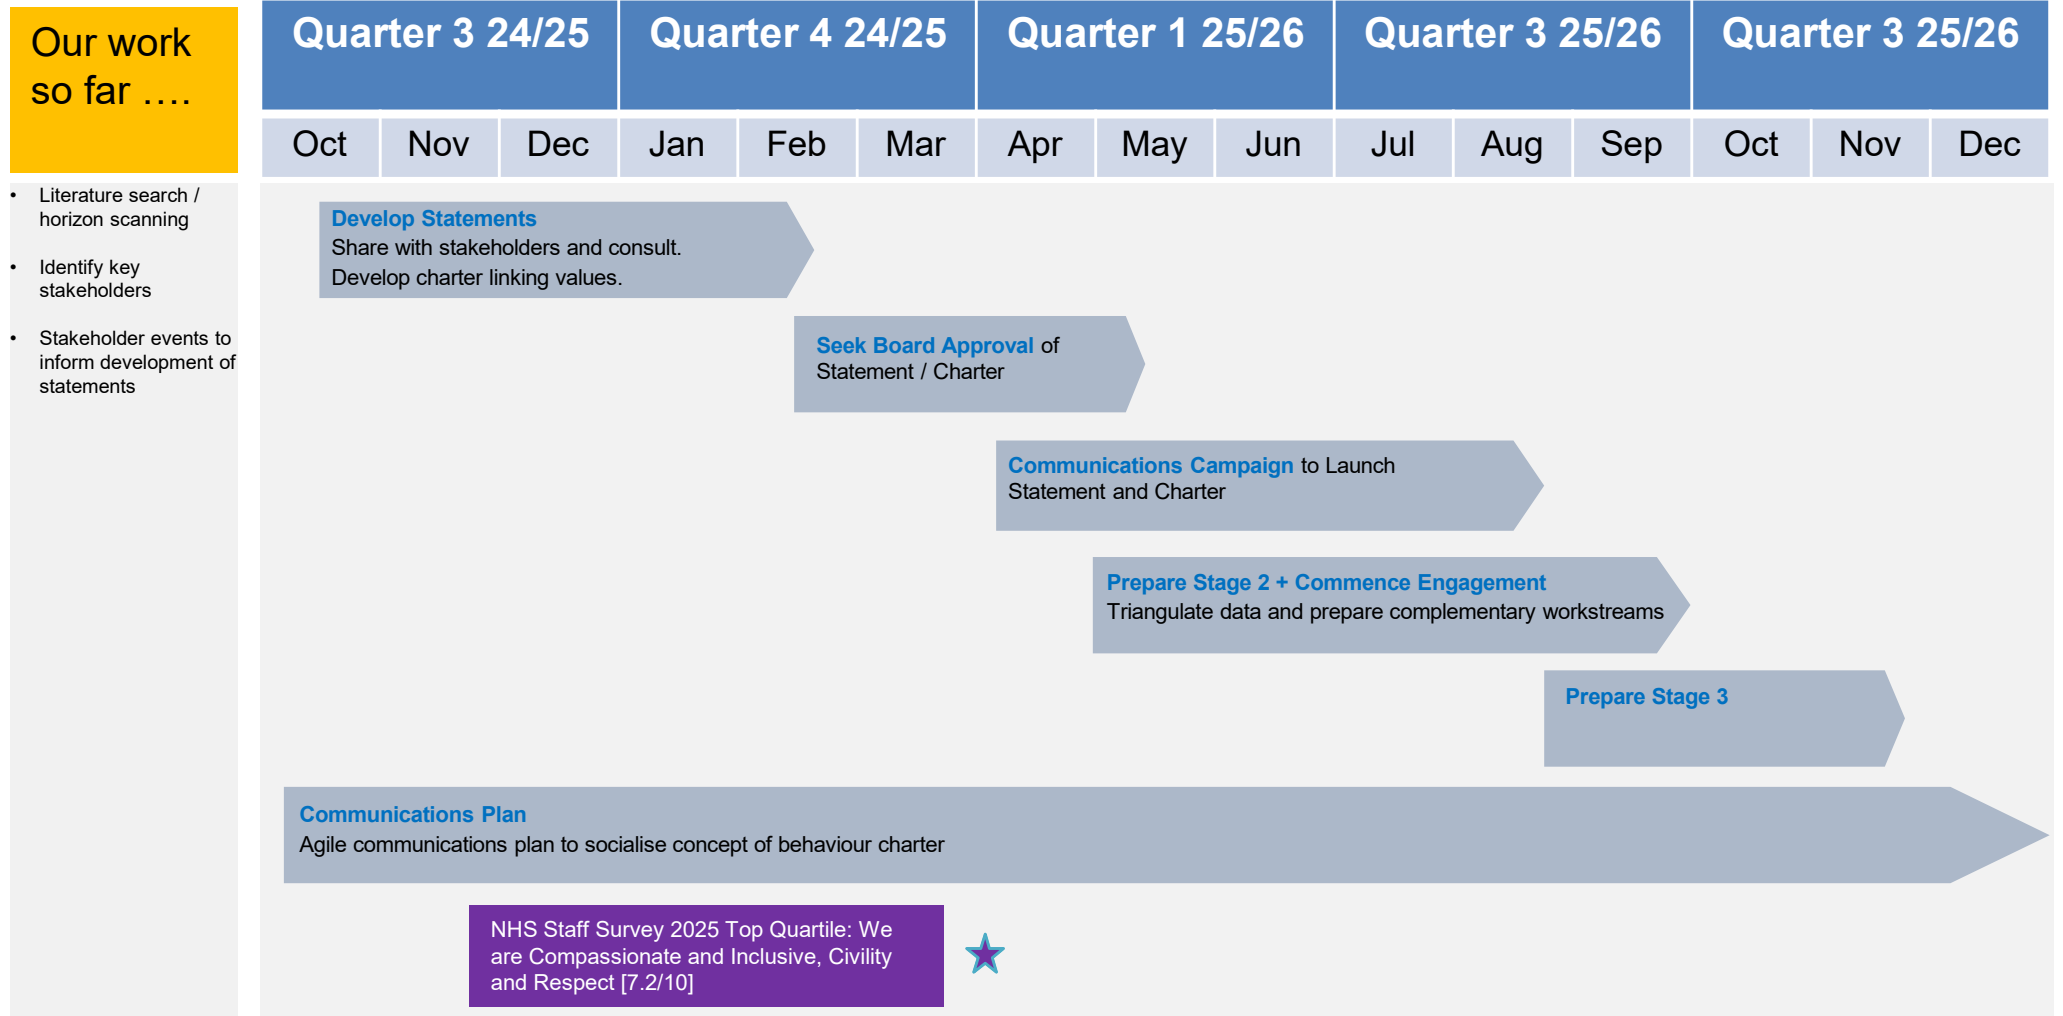 Our work
so far ….
Quarter 3 24/25
Quarter 4 24/25
Quarter 1 25/26
Quarter 3 25/26
Quarter 3 25/26
Oct
Nov
Dec
Jan
Feb
Mar
Apr
May
Jun
Jul
Aug
Sep
Oct
Nov
Dec
• Literature search /
horizon scanning
• Identify key
stakeholders
• Stakeholder events to
inform development of
statements
Develop Statements
Share with stakeholders and consult.
Develop charter linking values.
Seek Board Approval of
Statement / Charter
Communications Campaign to Launch
Statement and Charter
Prepare Stage 2 + Commence Engagement
Triangulate data and prepare complementary workstreams
Prepare Stage 3
Communications Plan
Agile communications plan to socialise concept of behaviour charter
NHS Staff Survey 2025 Top Quartile: We
are Compassionate and Inclusive, Civility
and Respect [7.2/10]